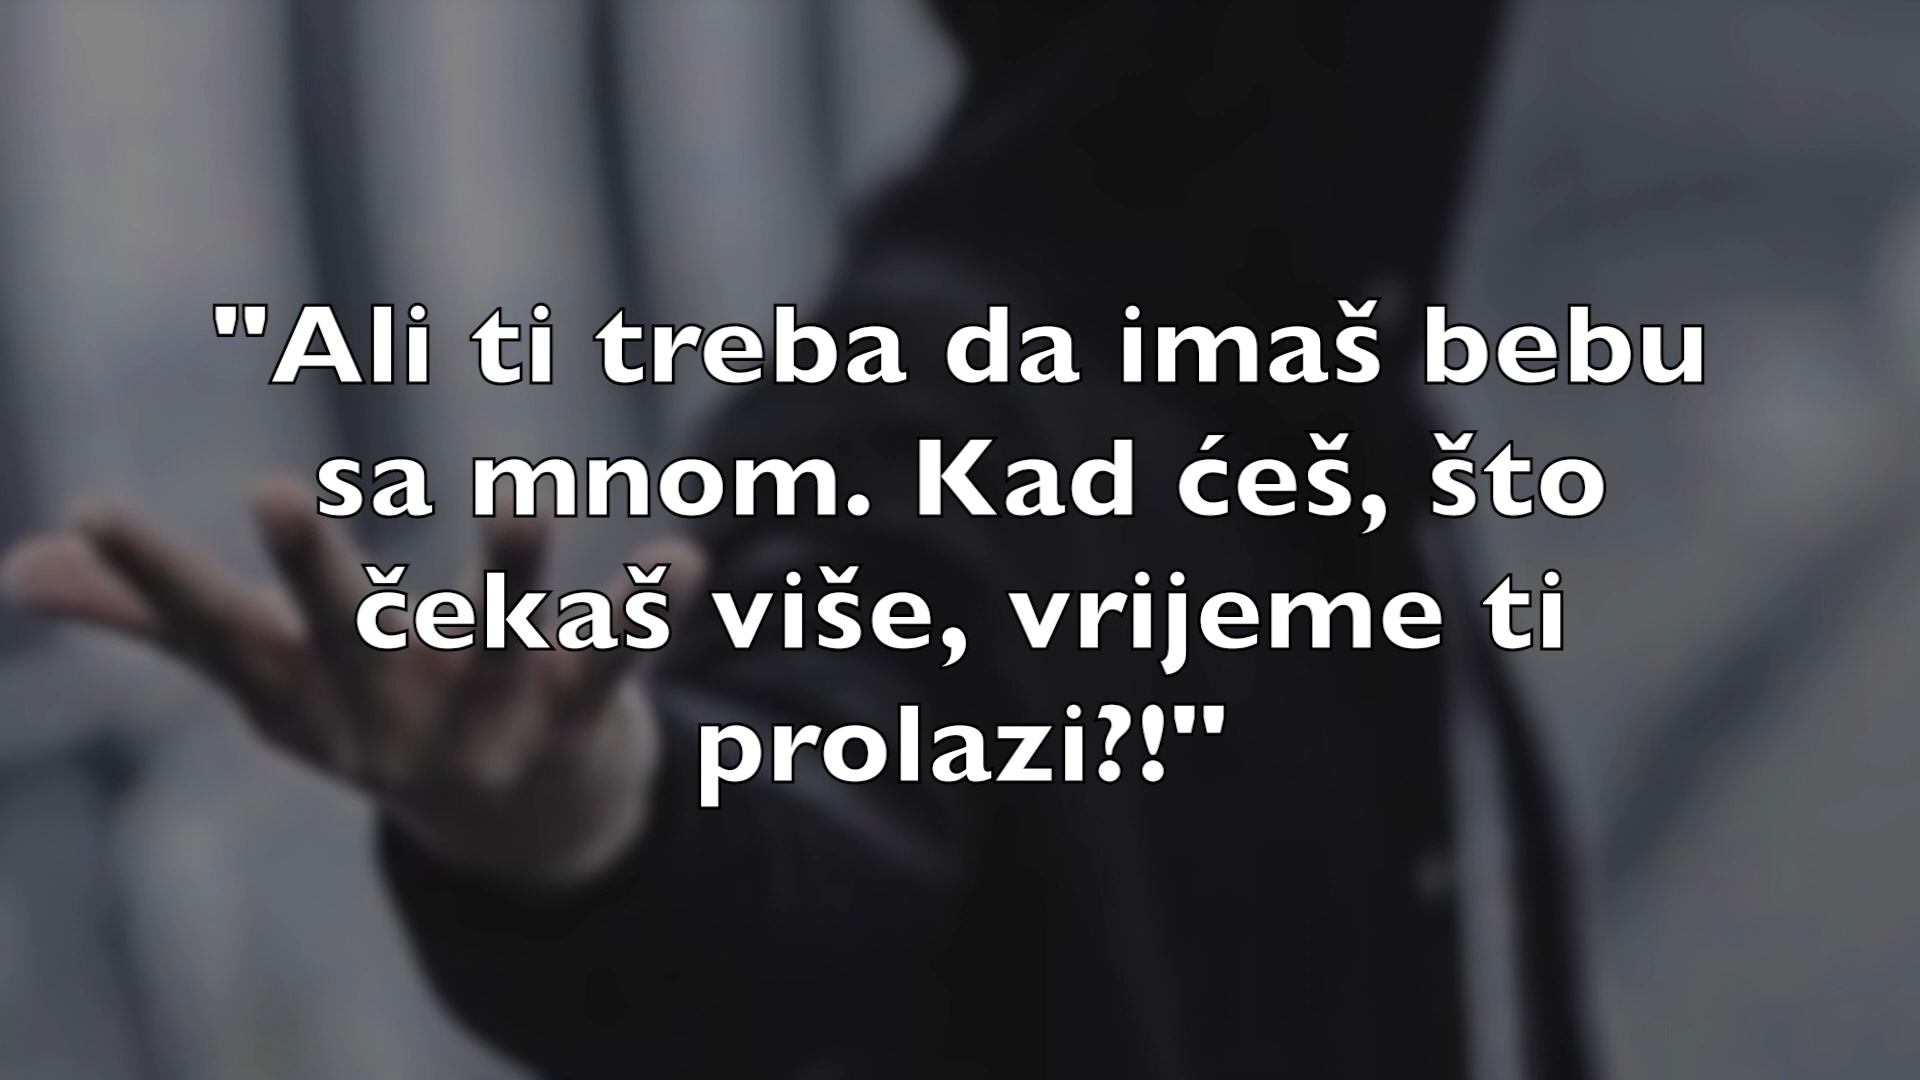 "Ali ti treba da imaš bebu
sa mnom. Kad ćeš, što
čekaš više, vrijeme ti
prolazi?!"